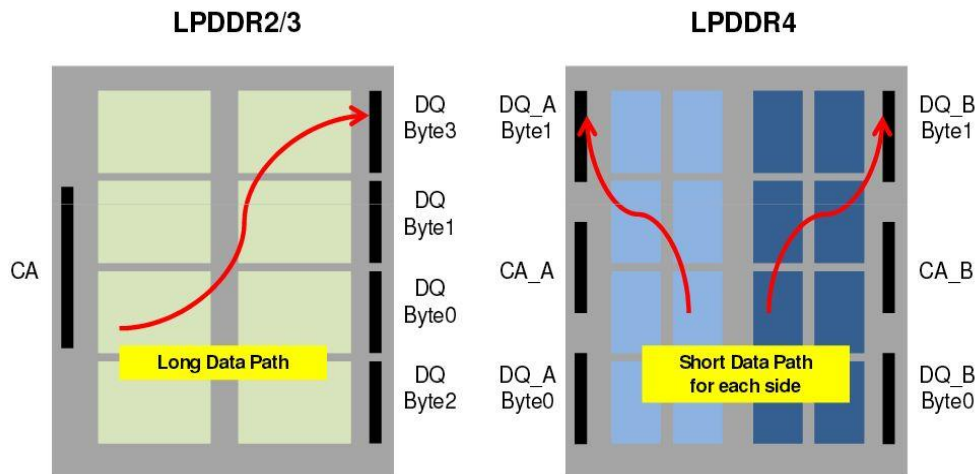 LPDDR2/3
CA
DQ
Byte3
DQ
Byte1
DQ
Byte0
DQ
Byte2
Long Data Path
LPDDR4
DQ_A
Byte1
CA_A
DQ_A
Byte0
DQ_B
Byte1
CA_B
DQ_B
Byte0
Short Data Path
for each side